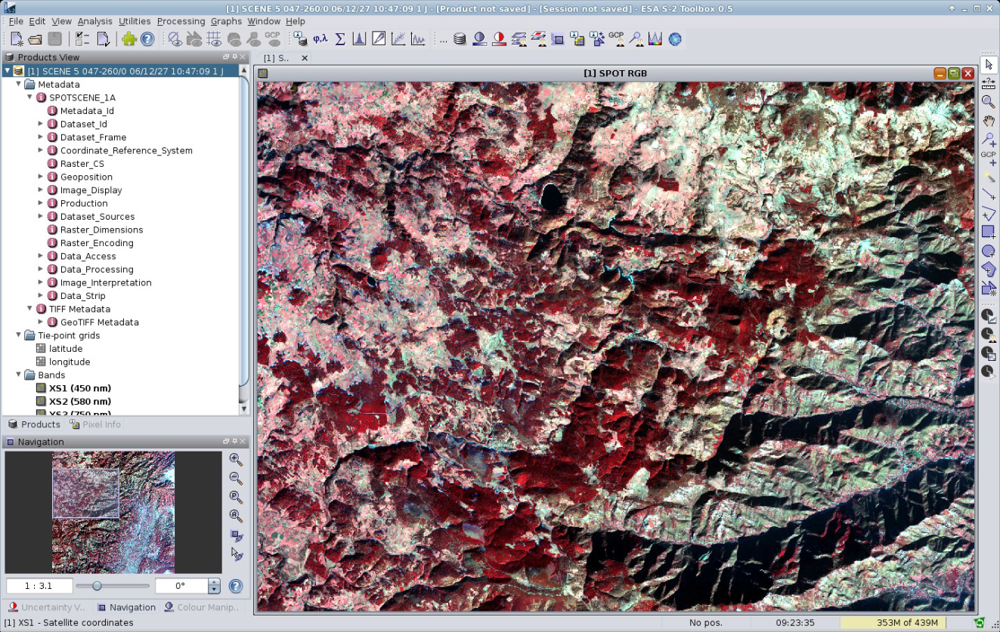 [1] SCENE 5 047-260/0 06/12/27 10:47:09 1 J - [Product not saved] - [Session not saved] - ESA S-2 Toolbox 0.5
File Edit View Analysis Utilities Processing Graphs Window Help
GCP φ,λ Σ ... GCP
Products View
[1] S..
[1] SCENE 5 047-260/0 06/12/27 10:47:09 1 J
[1] SPOT RGB
Metadata
SPOTSCENE_1A
Metadata_Id
Dataset_Id
Dataset_Frame
Coordinate_Reference_System
Raster_CS
Geoposition
Image_Display
Production
Dataset_Sources
Raster_Dimensions
Raster_Encoding
Data_Access
Data_Processing
Image_Interpretation
Data_Strip
TIFF Metadata
GeoTIFF Metadata
Tie-point grids
latitude
longitude
Bands
XS1 (450 nm)
XS2 (580 nm)
XS3 (750 nm)
GCP
Products Pixel Info
Navigation
1 : 3.1
0°
Uncertainty V.. Navigation Colour Manip..
[1] XS1 - Satellite coordinates
No pos.
09:23:35
353M of 439M